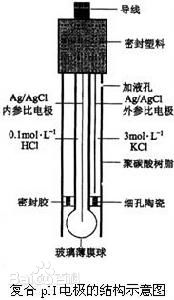 导线
密封塑料
加液孔
Ag/AgCl
内参比电极
Ag/AgCl
外参比电极
0.1mol·L⁻¹
HCl
3mol·L⁻¹
KCl
聚碳酸树脂
密封胶
细孔陶瓷
玻璃薄膜球
复合pH电极的结构示意图